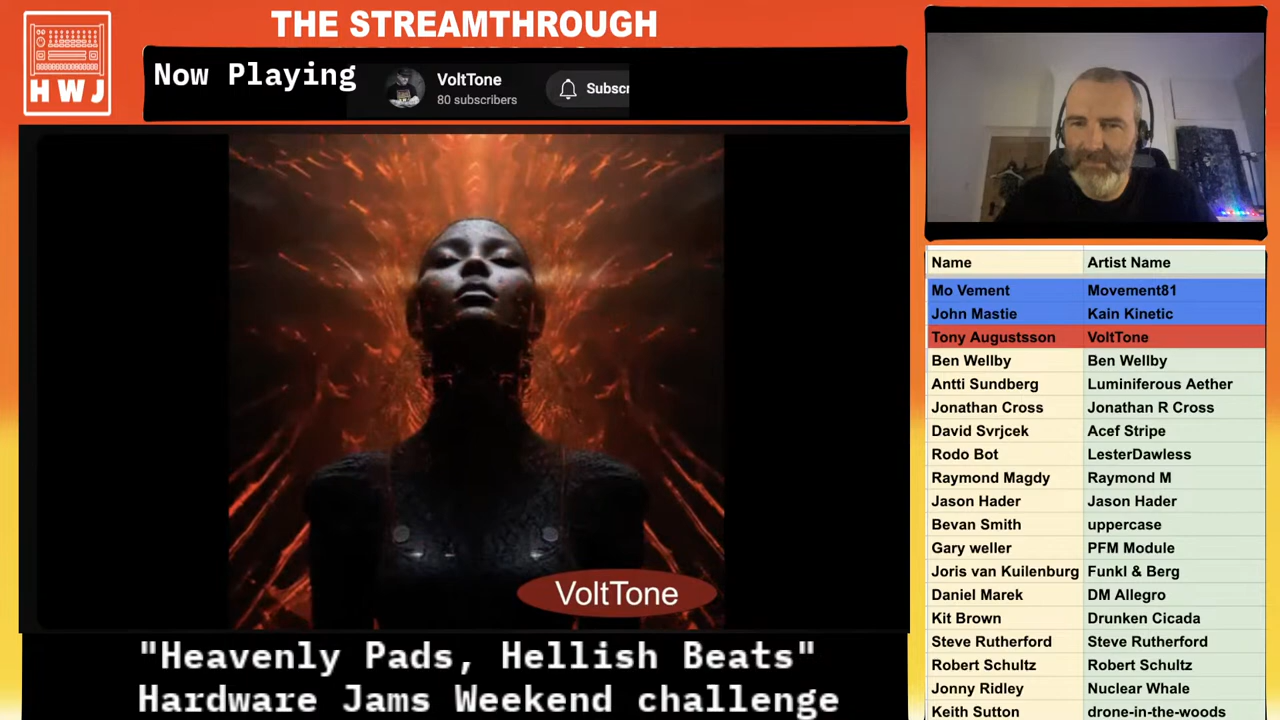 THE STREAMTHROUGH
HWJ
Now Playing
VoltTone
80 subscribers
Subscr
VoltTone
"Heavenly Pads, Hellish Beats"
Hardware Jams Weekend challenge
Name Artist Name
Mo Vement Movement81
John Mastie Kain Kinetic
Tony Augustsson VoltTone
Ben Wellby Ben Wellby
Antti Sundberg Luminiferous Aether
Jonathan Cross Jonathan R Cross
David Svrjcek Acef Stripe
Rodo Bot LesterDawless
Raymond Magdy Raymond M
Jason Hader Jason Hader
Bevan Smith uppercase
Gary weller PFM Module
Joris van Kuilenburg Funkl & Berg
Daniel Marek DM Allegro
Kit Brown Drunken Cicada
Steve Rutherford Steve Rutherford
Robert Schultz Robert Schultz
Jonny Ridley Nuclear Whale
Keith Sutton drone-in-the-woods